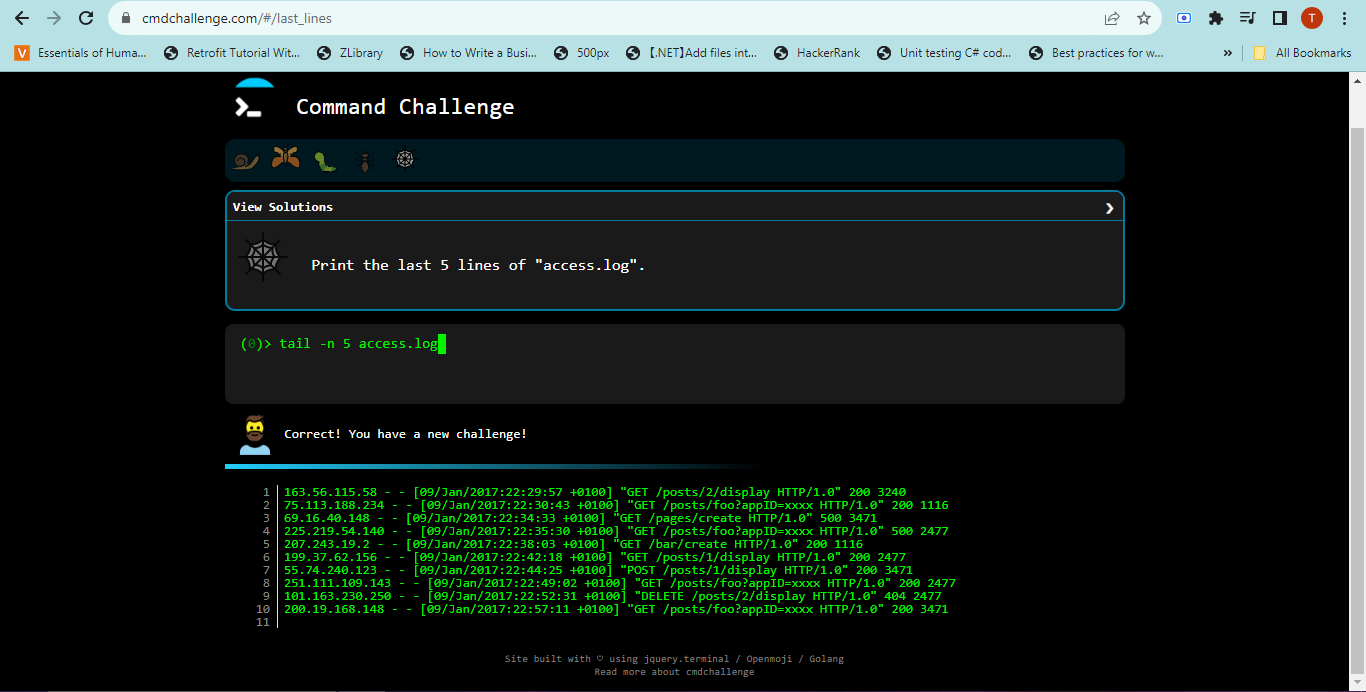 cmdchallenge.com/#/last_lines
T
V Essentials of Huma... Retrofit Tutorial Wit... ZLibrary How to Write a Busi... 500px 【.NET】Add files int... HackerRank Unit testing C# cod... Best practices for w... » All Bookmarks
Command Challenge
View Solutions
Print the last 5 lines of "access.log".
(0)> tail -n 5 access.log
Correct! You have a new challenge!
1 163.56.115.58 - - [09/Jan/2017:22:29:57 +0100] "GET /posts/2/display HTTP/1.0" 200 3240
2 75.113.188.234 - - [09/Jan/2017:22:30:43 +0100] "GET /posts/foo?appID=xxxx HTTP/1.0" 200 1116
3 69.16.40.148 - - [09/Jan/2017:22:34:33 +0100] "GET /pages/create HTTP/1.0" 500 3471
4 225.219.54.140 - - [09/Jan/2017:22:35:30 +0100] "GET /posts/foo?appID=xxxx HTTP/1.0" 500 2477
5 207.243.19.2 - - [09/Jan/2017:22:38:03 +0100] "GET /bar/create HTTP/1.0" 200 1116
6 199.37.62.156 - - [09/Jan/2017:22:42:18 +0100] "GET /posts/1/display HTTP/1.0" 200 2477
7 55.74.240.123 - - [09/Jan/2017:22:44:25 +0100] "POST /posts/1/display HTTP/1.0" 200 3471
8 251.111.109.143 - - [09/Jan/2017:22:49:02 +0100] "GET /posts/foo?appID=xxxx HTTP/1.0" 200 2477
9 101.163.230.250 - - [09/Jan/2017:22:52:31 +0100] "DELETE /posts/2/display HTTP/1.0" 404 2477
10 200.19.168.148 - - [09/Jan/2017:22:57:11 +0100] "GET /posts/foo?appID=xxxx HTTP/1.0" 200 3471
11
Site built with ♡ using jquery.terminal / Openmoji / Golang
Read more about cmdchallenge